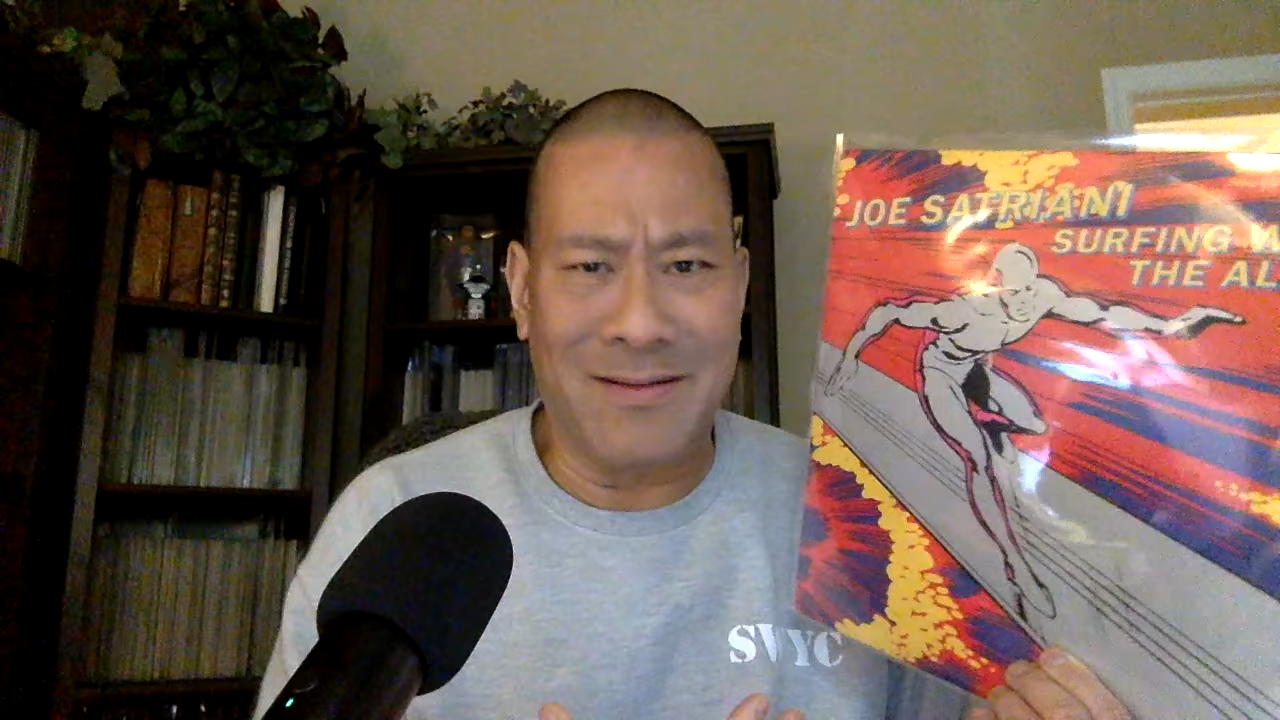 JOE SATRIANI
SURFING
THE AL
SVYC